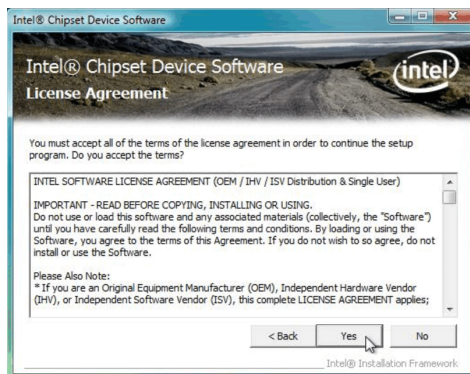 Intel® Chipset Device Software
Intel® Chipset Device Software
License Agreement
intel
You must accept all of the terms of the license agreement in order to continue the setup
program. Do you accept the terms?
INTEL SOFTWARE LICENSE AGREEMENT (OEM / IHV / ISV Distribution & Single User)
IMPORTANT - READ BEFORE COPYING, INSTALLING OR USING.
Do not use or load this software and any associated materials (collectively, the "Software")
until you have carefully read the following terms and conditions. By loading or using the
Software, you agree to the terms of this Agreement. If you do not wish to so agree, do not
install or use the Software.
Please Also Note:
* If you are an Original Equipment Manufacturer (OEM), Independent Hardware Vendor
(IHV), or Independent Software Vendor (ISV), this complete LICENSE AGREEMENT applies;
< Back Yes No
Intel® Installation Framework